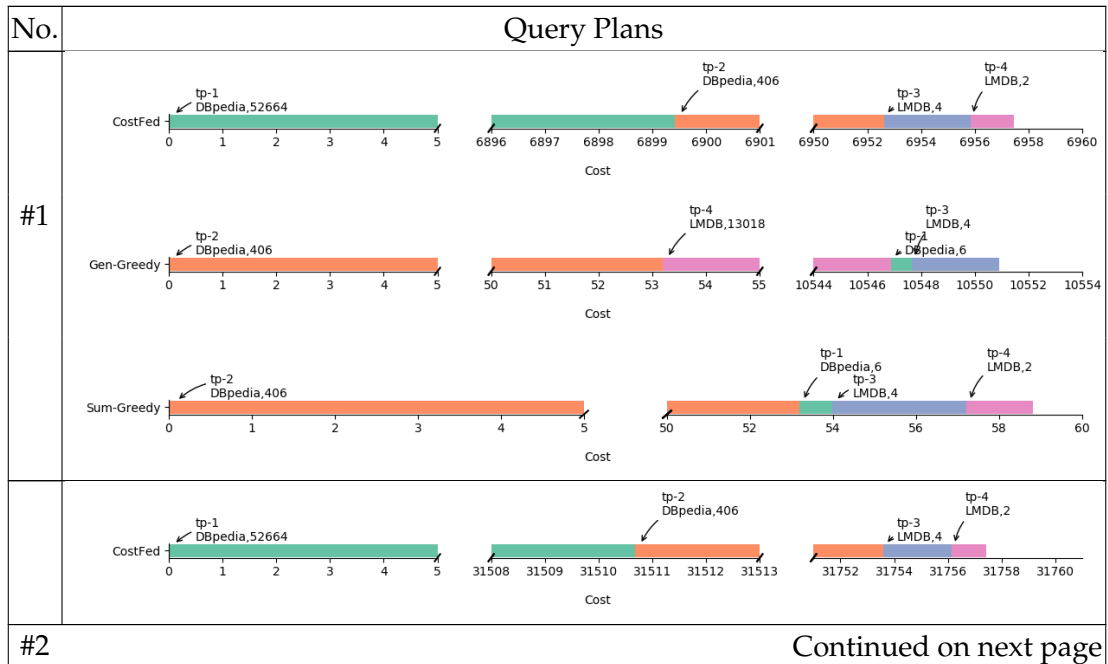 No. Query Plans
#1
tp-1
DBpedia,52664
tp-2
DBpedia,406
tp-3
LMDB,4
tp-4
LMDB,2
CostFed
0 1 2 3 4 5 6896 6897 6898 6899 6900 6901 6950 6952 6954 6956 6958 6960
Cost
tp-2
DBpedia,406
tp-4
LMDB,13018
tp-3
LMDB,4
tp-1
DBpedia,6
Gen-Greedy
0 1 2 3 4 5 50 51 52 53 54 55 10544 10546 10548 10550 10552 10554
Cost
tp-2
DBpedia,406
tp-1
DBpedia,6
tp-3
LMDB,4
tp-4
LMDB,2
Sum-Greedy
0 1 2 3 4 5 50 52 54 56 58 60
Cost
tp-1
DBpedia,52664
tp-2
DBpedia,406
tp-3
LMDB,4
tp-4
LMDB,2
CostFed
0 1 2 3 4 5 31508 31509 31510 31511 31512 31513 31752 31754 31756 31758 31760
Cost
#2 Continued on next page